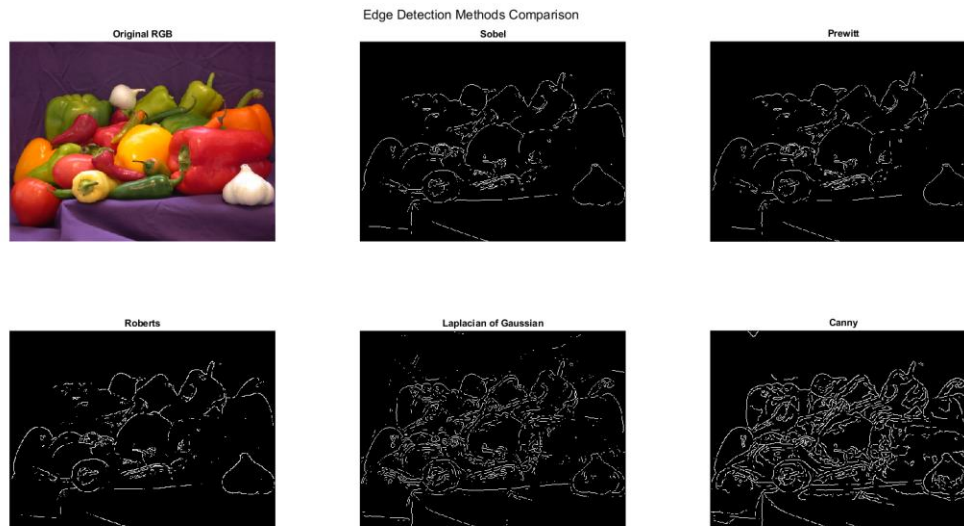 Edge Detection Methods Comparison
Original RGB
Sobel
Prewitt
Roberts
Laplacian of Gaussian
Canny